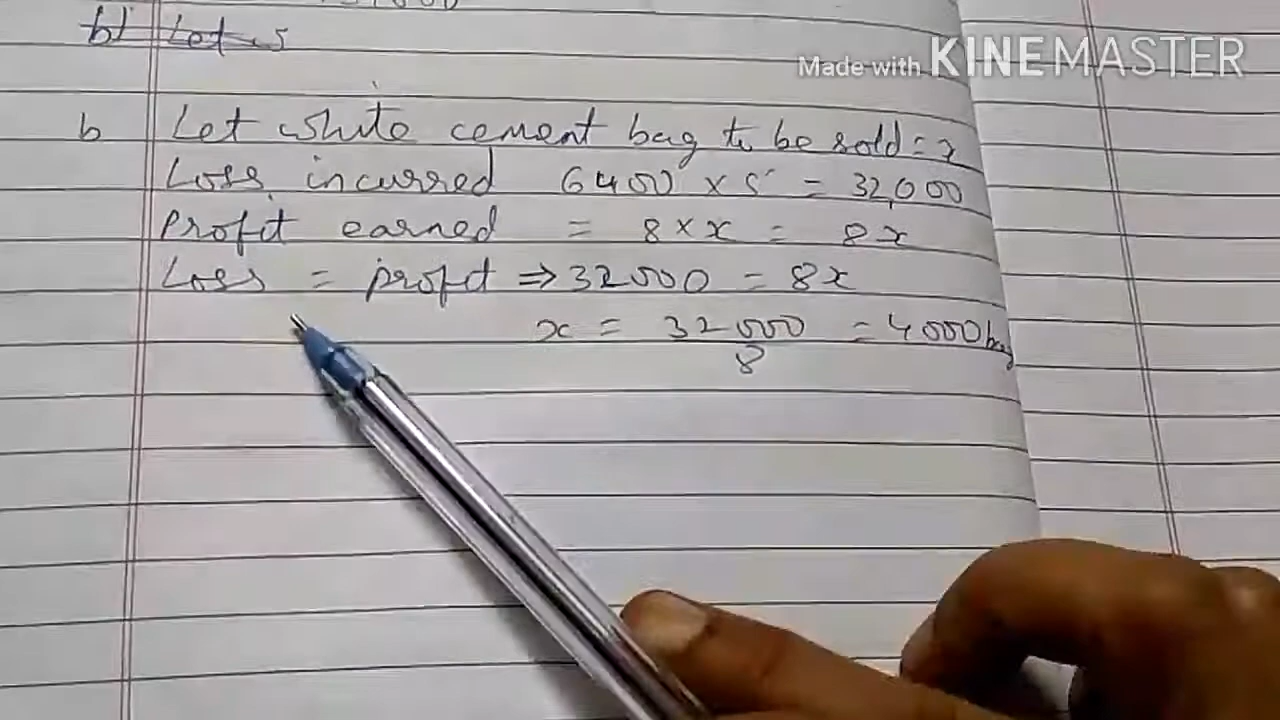 Made with KINEMASTER
b) Let
b Let white cement bag to be sold = x
Loss incurred 6400 × 5 = 32,000
Profit earned = 8 × x = 8x
Loss = profit ⇒ 32000 = 8x
x = 32000/8 = 4000 bag